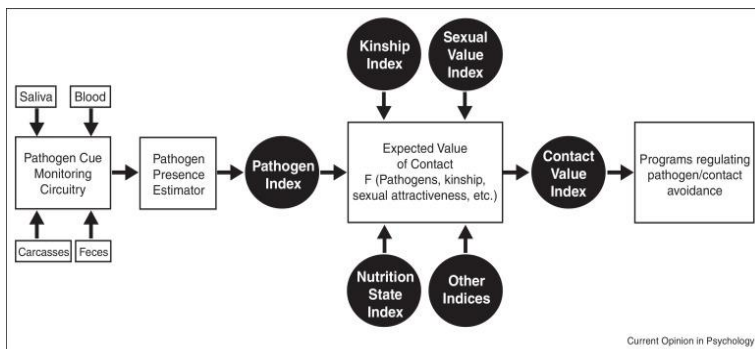 Kinship
Index
Sexual
Value
Index
Saliva
Blood
Pathogen Cue
Monitoring
Circuitry
Pathogen
Presence
Estimator
Pathogen
Index
Expected Value
of Contact
F (Pathogens, kinship,
sexual attractiveness, etc.)
Contact
Value
Index
Programs regulating
pathogen/contact
avoidance
Carcasses
Feces
Nutrition
State
Index
Other
Indices
Current Opinion in Psychology